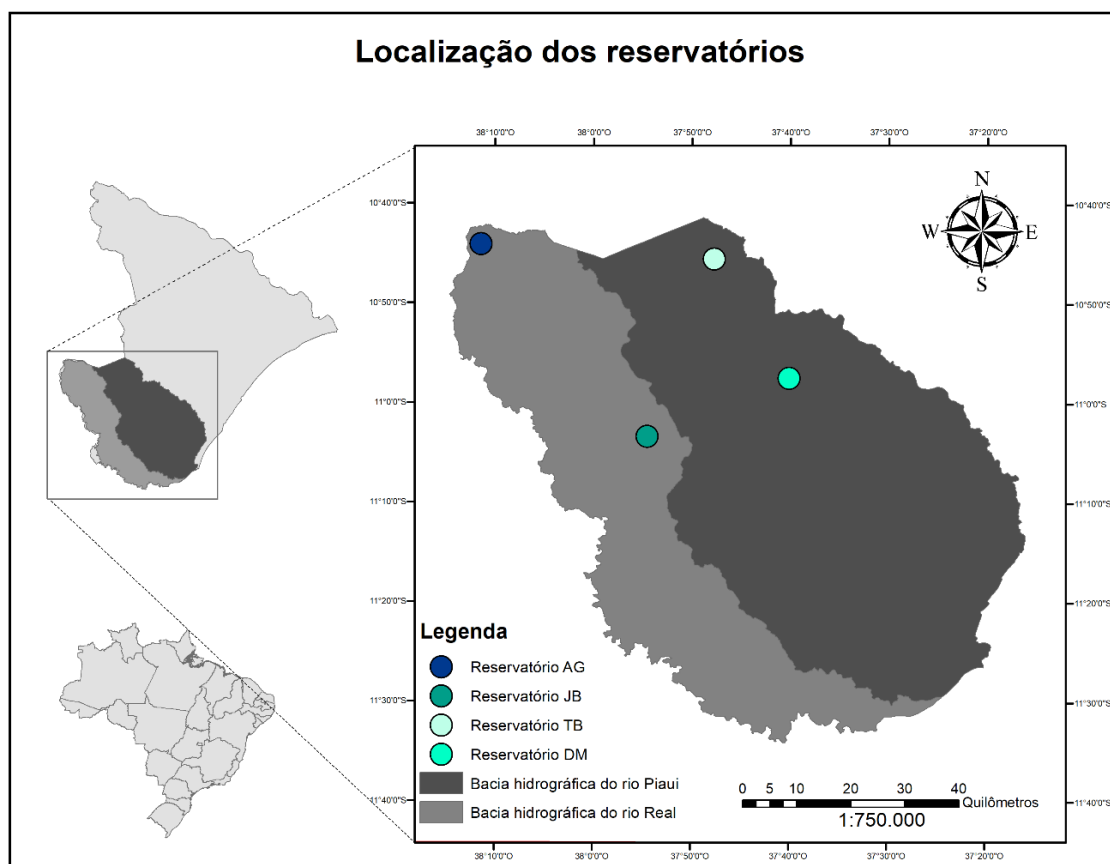 Localização dos reservatórios
38°10'0"O 38°0'0"O 37°50'0"O 37°40'0"O 37°30'0"O 37°20'0"O
N
W E
S
10°40'0"S 10°40'0"S
10°50'0"S 10°50'0"S
11°0'0"S 11°0'0"S
11°10'0"S 11°10'0"S
11°20'0"S 11°20'0"S
11°30'0"S 11°30'0"S
11°40'0"S 11°40'0"S
Legenda
Reservatório AG
Reservatório JB
Reservatório TB
Reservatório DM
Bacia hidrográfica do rio Piaui
Bacia hidrográfica do rio Real
0 5 10 20 30 40
Quilômetros
1:750.000
38°10'0"O 38°0'0"O 37°50'0"O 37°40'0"O 37°30'0"O 37°20'0"O